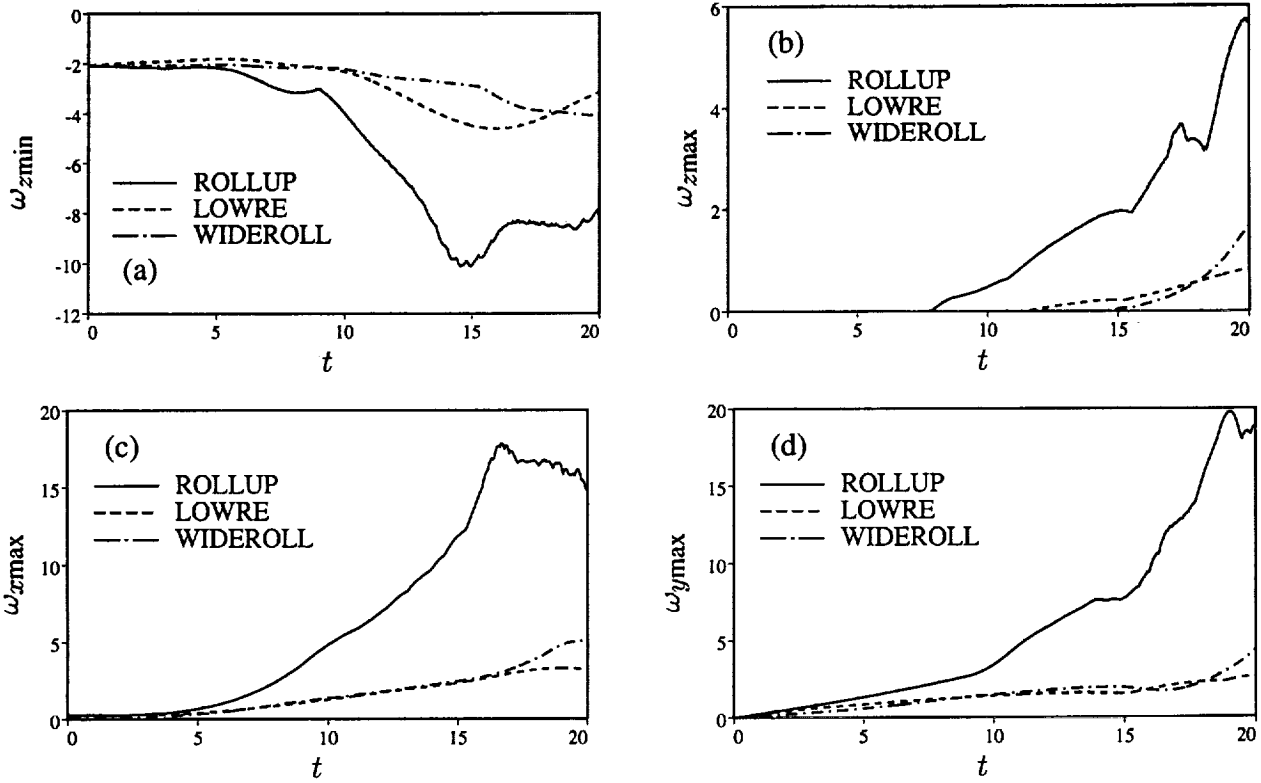 0
-2
-4
-6
-8
-10
-12
ω_zmin
ROLLUP
LOWRE
WIDEROLL
(a)
0 5 10 15 20
t
6
4
2
0
ω_zmax
(b)
ROLLUP
LOWRE
WIDEROLL
0 5 10 15 20
t
20
15
10
5
0
ω_xmax
(c)
ROLLUP
LOWRE
WIDEROLL
0 5 10 15 20
t
20
15
10
5
0
ω_ymax
(d)
ROLLUP
LOWRE
WIDEROLL
0 5 10 15 20
t